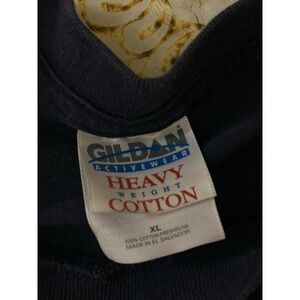 GILDAN
ACTIVEWEAR
HEAVY
WEIGHT
COTTON
XL
100% COTTON PRESHRUNK
MADE IN EL SALVADOR